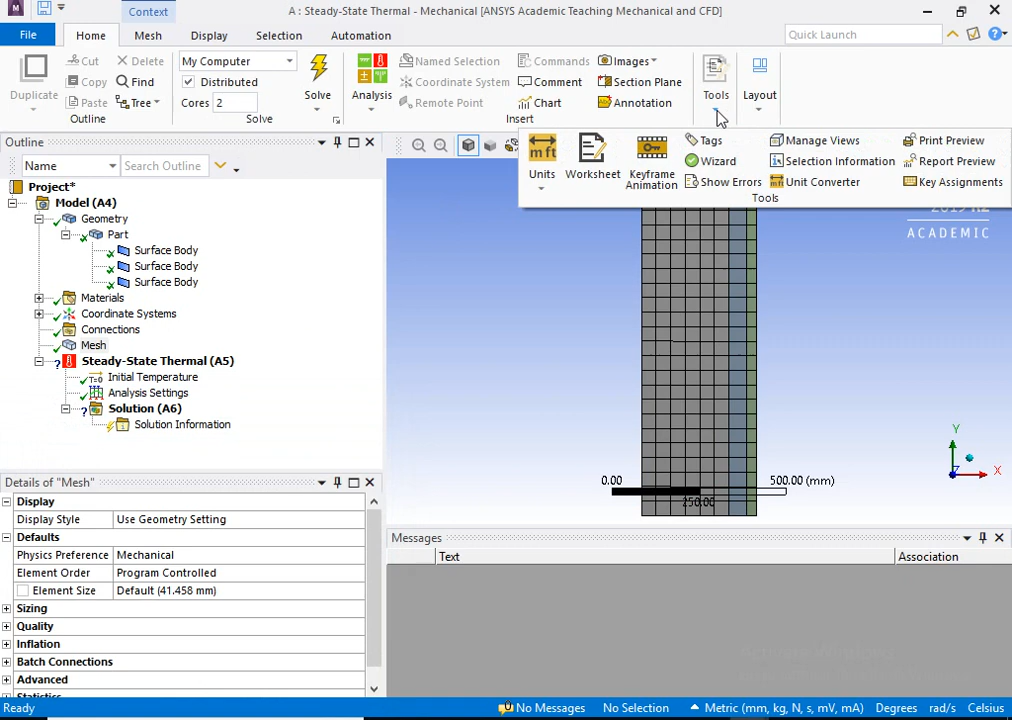 Context
A : Steady-State Thermal - Mechanical [ANSYS Academic Teaching Mechanical and CFD]
File
Home
Mesh
Display
Selection
Automation
Quick Launch
Duplicate
Cut
Copy
Paste
Delete
Find
Tree
Outline
My Computer
Distributed
Cores 2
Solve
Solve
Analysis
Named Selection
Coordinate System
Remote Point
Commands
Comment
Chart
Images
Section Plane
Annotation
Insert
Tools
Layout
Units
Worksheet
Keyframe
Animation
Tags
Wizard
Show Errors
Manage Views
Selection Information
Unit Converter
Print Preview
Report Preview
Key Assignments
Tools
ACADEMIC
Outline
Name
Search Outline
Project*
Model (A4)
Geometry
Part
Surface Body
Surface Body
Surface Body
Materials
Coordinate Systems
Connections
Mesh
Steady-State Thermal (A5)
Initial Temperature
Analysis Settings
Solution (A6)
Solution Information
Details of "Mesh"
Display
Display Style Use Geometry Setting
Defaults
Physics Preference Mechanical
Element Order Program Controlled
Element Size Default (41.458 mm)
Sizing
Quality
Inflation
Batch Connections
Advanced
Statistics
0.00
500.00 (mm)
250.00
Y
X
Z
Messages
Text
Association
Activate Windows
Ready
No Messages
No Selection
Metric (mm, kg, N, s, mV, mA)
Degrees
rad/s
Celsius